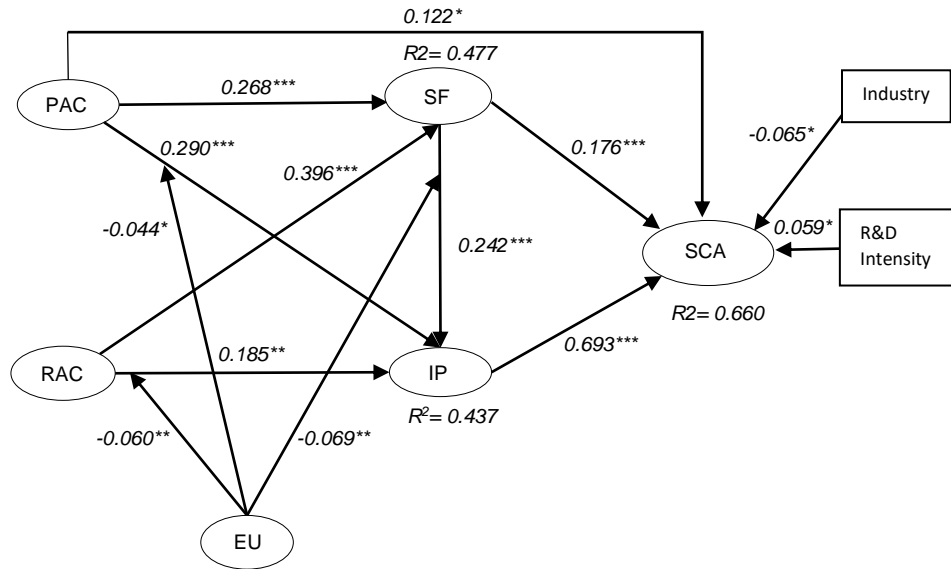 0.122*
R2= 0.477
PAC
0.268***
SF
Industry
0.290***
0.396***
0.176***
-0.065*
-0.044*
0.242***
SCA
0.059*
R&D
Intensity
R2= 0.660
RAC
0.185**
IP
0.693***
R²= 0.437
-0.060**
-0.069**
EU